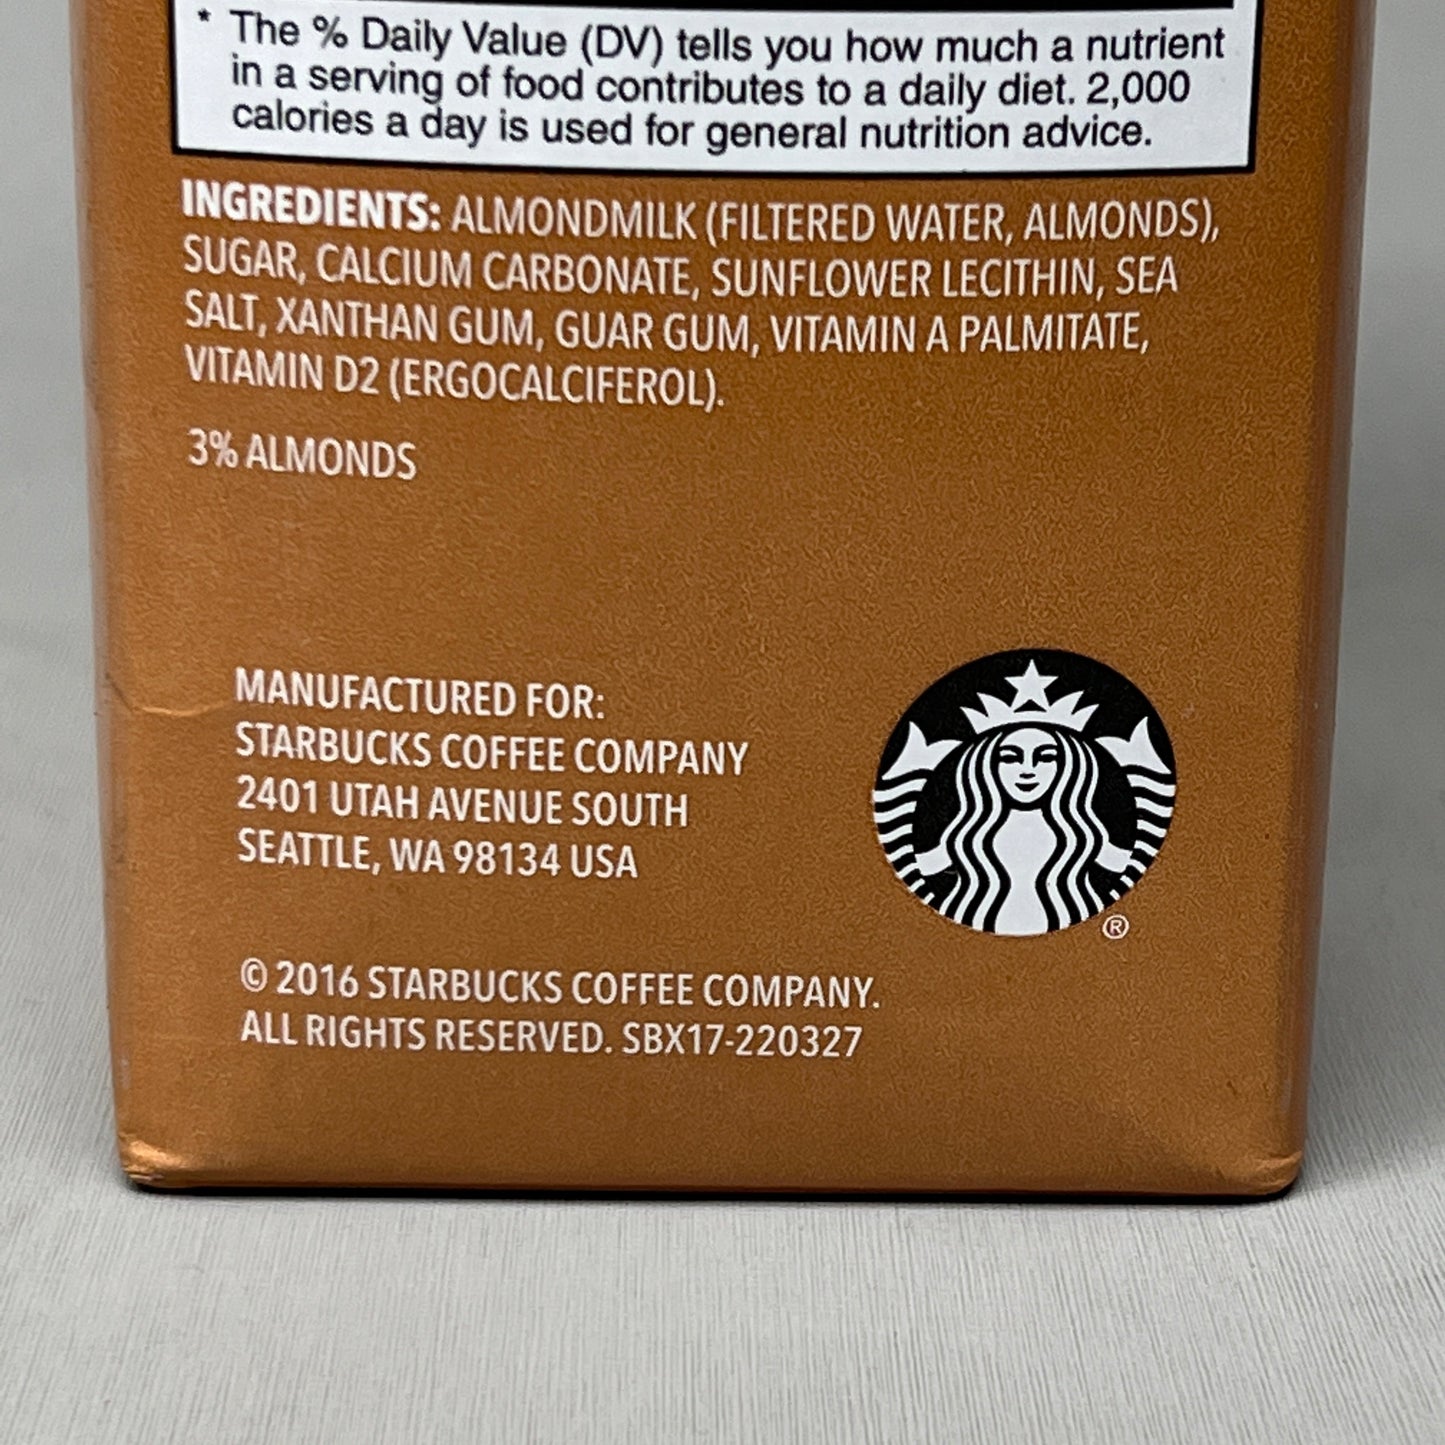 * The % Daily Value (DV) tells you how much a nutrient
in a serving of food contributes to a daily diet. 2,000
calories a day is used for general nutrition advice.
INGREDIENTS: ALMONDMILK (FILTERED WATER, ALMONDS),
SUGAR, CALCIUM CARBONATE, SUNFLOWER LECITHIN, SEA
SALT, XANTHAN GUM, GUAR GUM, VITAMIN A PALMITATE,
VITAMIN D2 (ERGOCALCIFEROL).
3% ALMONDS
MANUFACTURED FOR:
STARBUCKS COFFEE COMPANY
2401 UTAH AVENUE SOUTH
SEATTLE, WA 98134 USA
®
© 2016 STARBUCKS COFFEE COMPANY.
ALL RIGHTS RESERVED. SBX17-220327